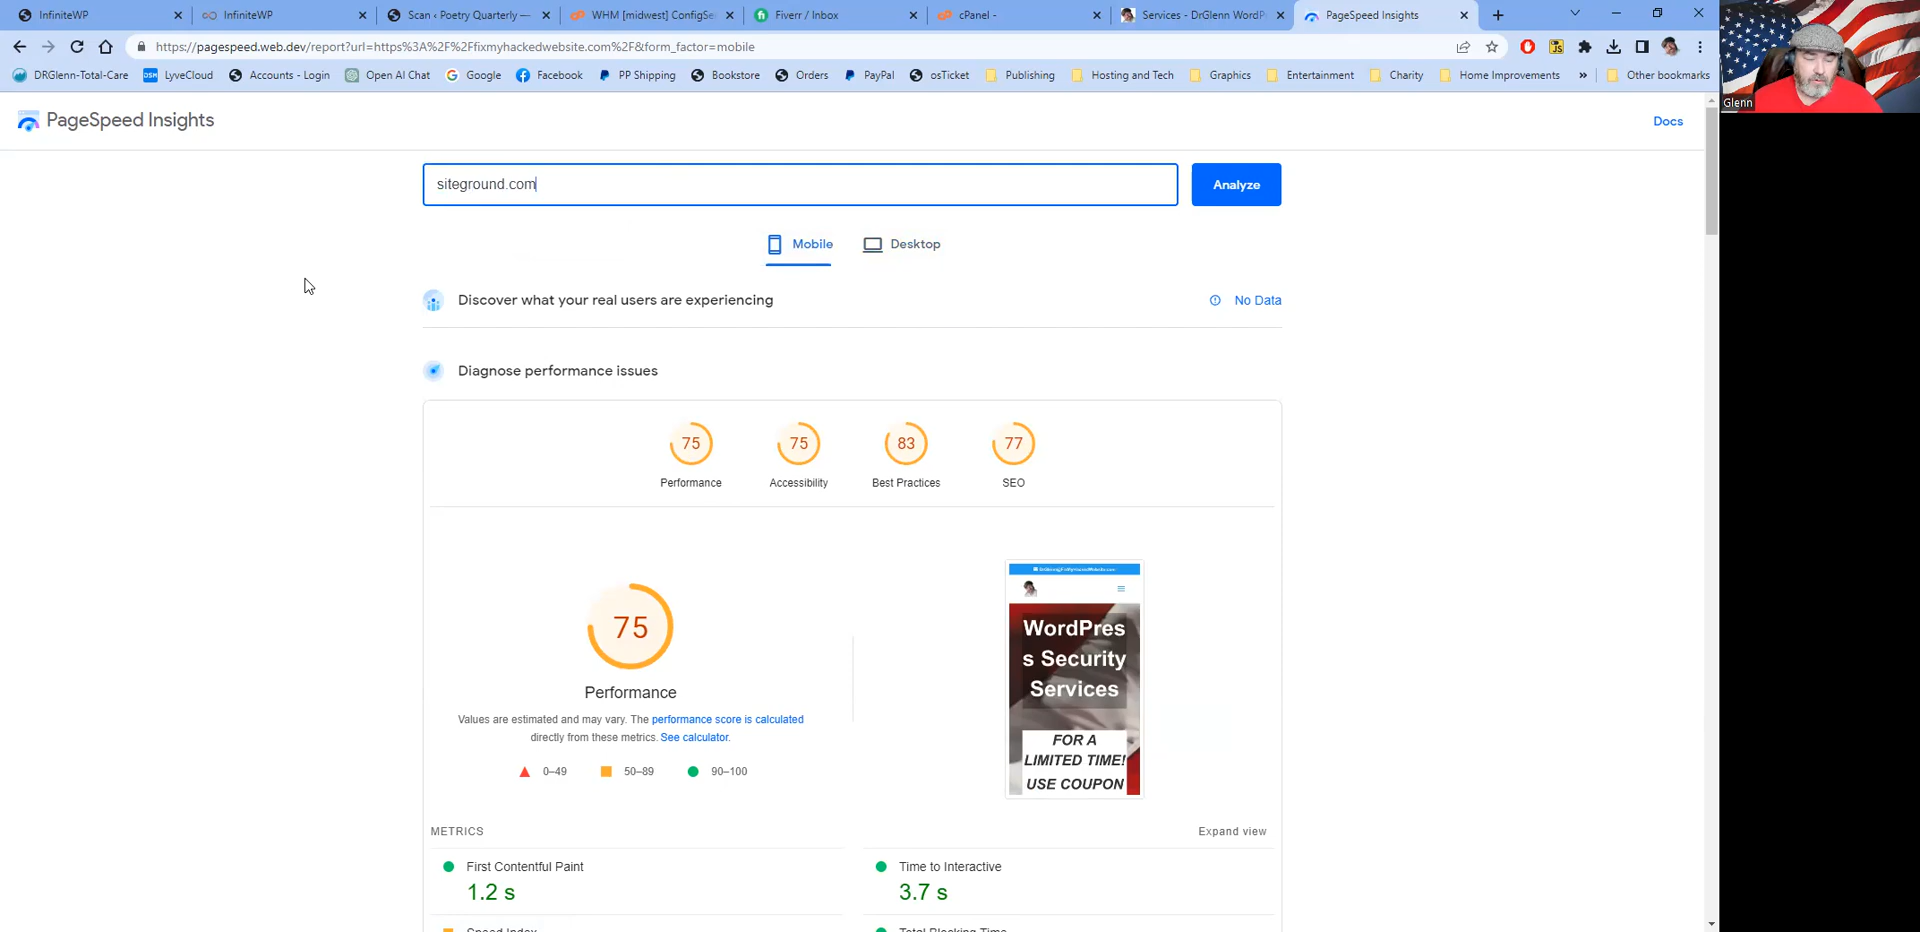 InfiniteWP
InfiniteWP
Scan ‹ Poetry Quarterly —
WHM [midwest] ConfigSe
Fiverr / Inbox
cPanel -
Services - DrGlenn WordP
PageSpeed Insights
https://pagespeed.web.dev/report?url=https%3A%2F%2Ffixmyhackedwebsite.com%2F&form_factor=mobile
DRGlenn-Total-Care
LyveCloud
Accounts - Login
Open AI Chat
Google
Facebook
PP Shipping
Bookstore
Orders
PayPal
osTicket
Publishing
Hosting and Tech
Graphics
Entertainment
Charity
Home Improvements
»
Other bookmarks
Glenn
PageSpeed Insights
Docs
siteground.com
Analyze
Mobile
Desktop
Discover what your real users are experiencing
No Data
Diagnose performance issues
75
75
83
77
Performance
Accessibility
Best Practices
SEO
75
Performance
Values are estimated and may vary. The performance score is calculated
directly from these metrics. See calculator.
0–49
50–89
90–100
WordPres
s Security
Services
FOR A
LIMITED TIME!
USE COUPON
METRICS
Expand view
First Contentful Paint
1.2 s
Time to Interactive
3.7 s
Speed Index
Total Blocking Time